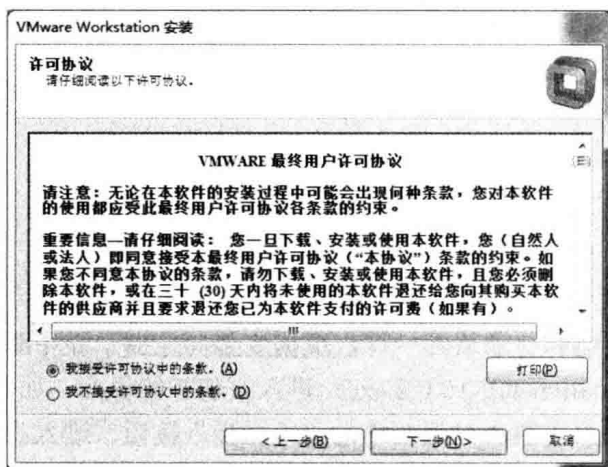 VMware Workstation 安装
许可协议
请仔细阅读以下许可协议。
VMWARE 最终用户许可协议
请注意：无论在本软件的安装过程中可能会出现何种条款，您对本软件
的使用都应受此最终用户许可协议各条款的约束。
重要信息—请仔细阅读： 您一旦下载、安装或使用本软件，您（自然人
或法人）即同意接受本最终用户许可协议（“本协议”）条款的约束。如
果您不同意本协议的条款，请勿下载、安装或使用本软件，且您必须删
除本软件，或在三十 (30) 天内将未使用的本软件退还给您向其购买本软
件的供应商并且要求退还您已为本软件支付的许可费（如果有）。
我接受许可协议中的条款。(A)
打印(P)
我不接受许可协议中的条款。(D)
< 上一步(B)
下一步(N) >
取消